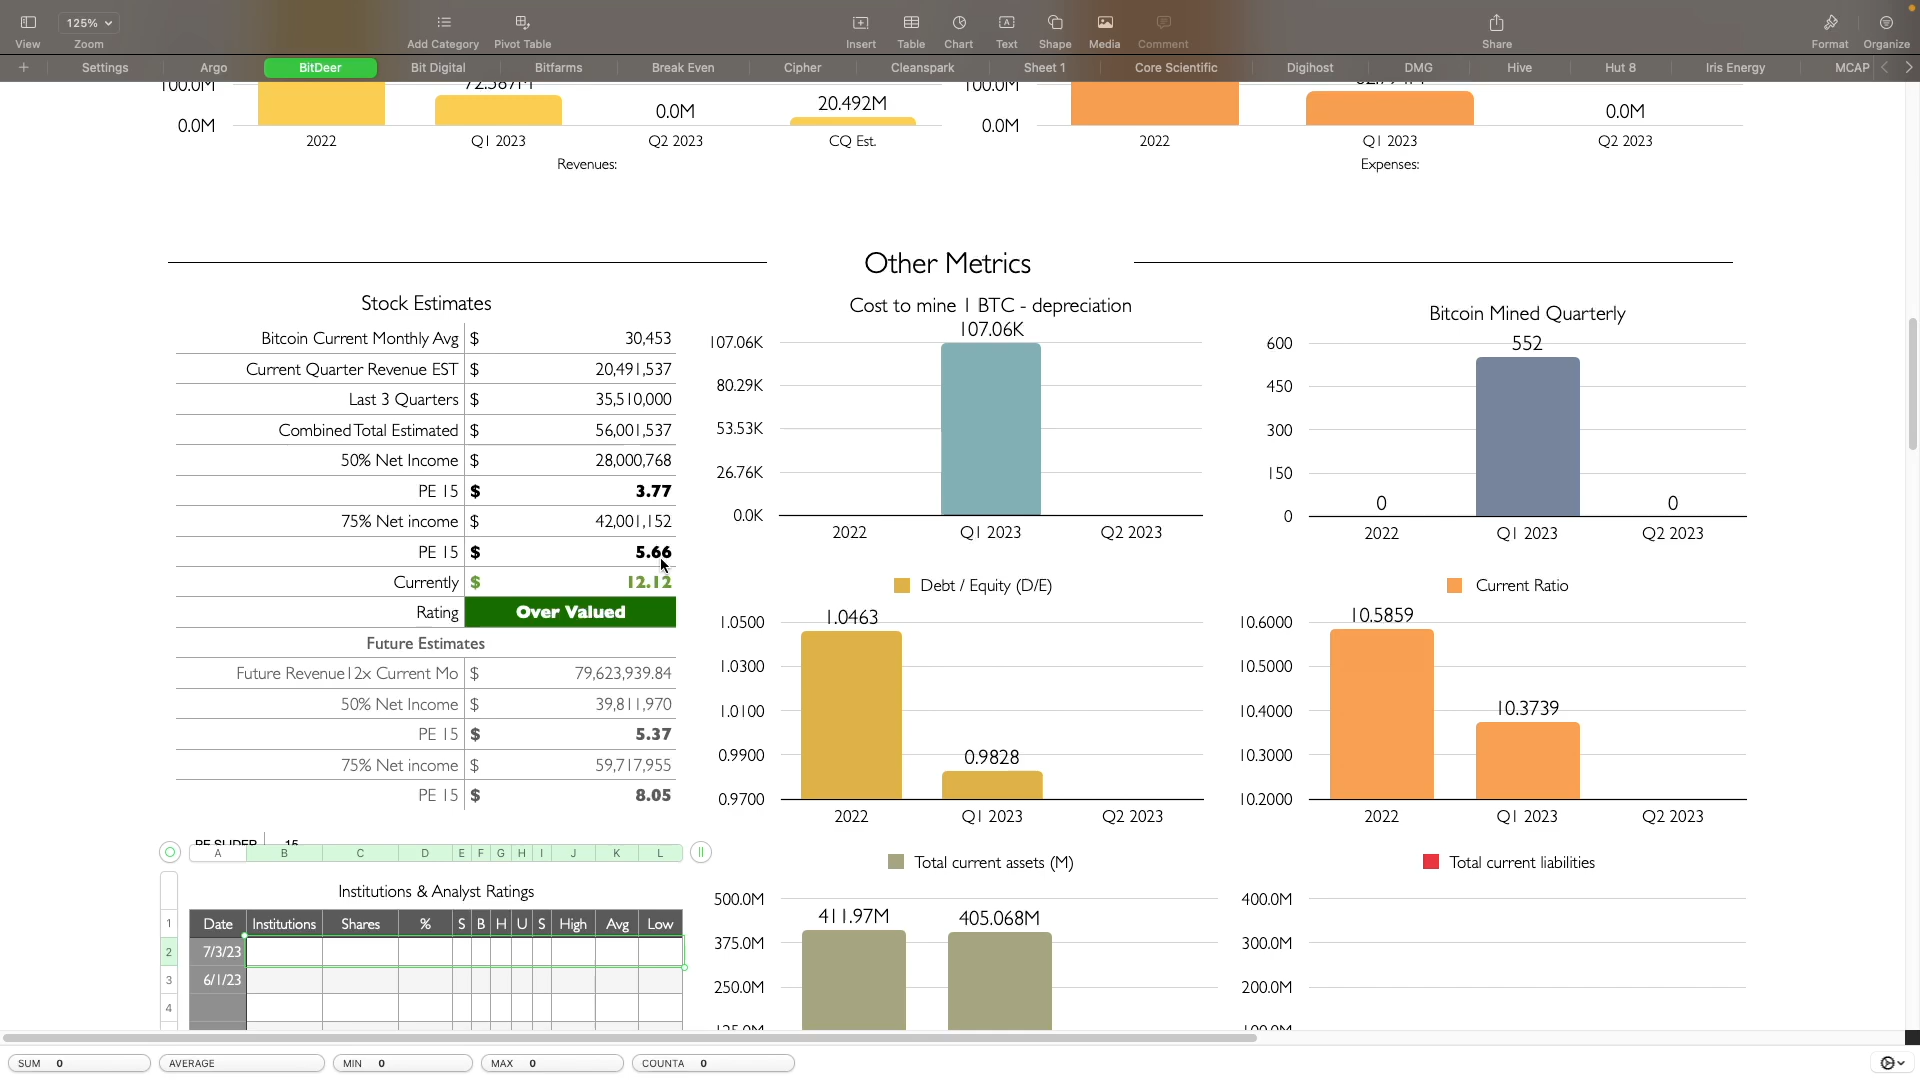 View
125%
Zoom
Add Category
Pivot Table
Insert
Table
Chart
Text
Shape
Media
Comment
Share
Format
Organize
Settings
Argo
BitDeer
Bit Digital
Bitfarms
Break Even
Cipher
Cleanspark
Sheet 1
Core Scientific
Digihost
DMG
Hive
Hut 8
Iris Energy
MCAP
100.0M
0.0M
0.0M
20.492M
2022
Q1 2023
Q2 2023
CQ Est.
Revenues:
100.0M
0.0M
0.0M
2022
Q1 2023
Q2 2023
Expenses:
Other Metrics
Stock Estimates
Bitcoin Current Monthly Avg $ 30,453
Current Quarter Revenue EST $ 20,491,537
Last 3 Quarters $ 35,510,000
Combined Total Estimated $ 56,001,537
50% Net Income $ 28,000,768
PE 15 $ 3.77
75% Net income $ 42,001,152
PE 15 $ 5.66
Currently $ 12.12
Rating Over Valued
Future Estimates
Future Revenue12x Current Mo $ 79,623,939.84
50% Net Income $ 39,811,970
PE 15 $ 5.37
75% Net income $ 59,717,955
PE 15 $ 8.05
Cost to mine 1 BTC - depreciation
107.06K
107.06K
80.29K
53.53K
26.76K
0.0K
2022
Q1 2023
Q2 2023
Bitcoin Mined Quarterly
552
600
450
300
150
0
0
0
2022
Q1 2023
Q2 2023
Debt / Equity (D/E)
1.0463
1.0500
1.0300
1.0100
0.9900
0.9700
0.9828
2022
Q1 2023
Q2 2023
Current Ratio
10.5859
10.6000
10.5000
10.4000
10.3000
10.2000
10.3739
2022
Q1 2023
Q2 2023
PE SLIDER 15
A B C D E F G H I J K L
Institutions & Analyst Ratings
1 Date Institutions Shares % S B H U S High Avg Low
2 7/3/23
3 6/1/23
4
Total current assets (M)
500.0M
375.0M
250.0M
125.0M
411.97M
405.068M
Total current liabilities
400.0M
300.0M
200.0M
100.0M
SUM 0
AVERAGE
MIN 0
MAX 0
COUNTA 0